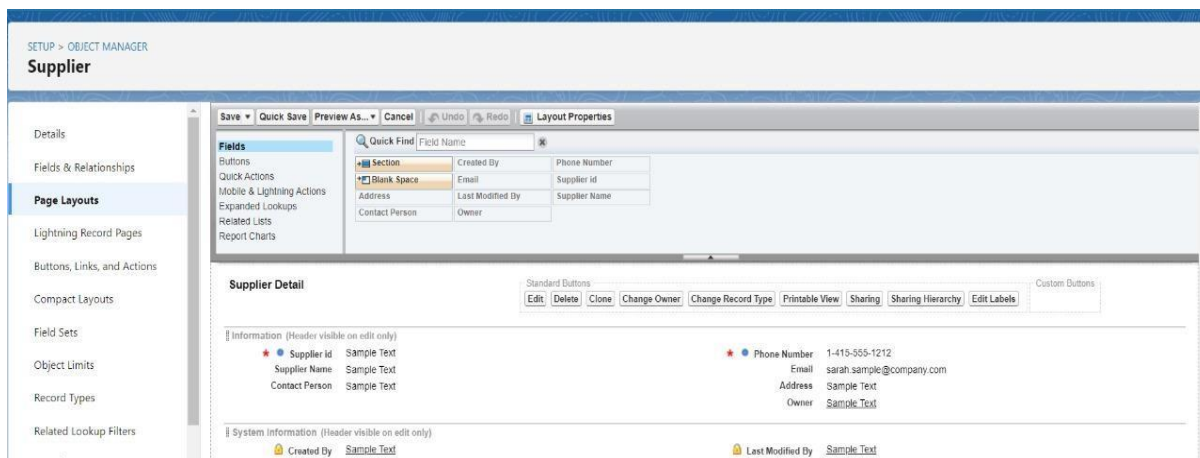 SETUP > OBJECT MANAGER
Supplier
Details
Fields & Relationships
Page Layouts
Lightning Record Pages
Buttons, Links, and Actions
Compact Layouts
Field Sets
Object Limits
Record Types
Related Lookup Filters
Save Quick Save Preview As... Cancel Undo Redo Layout Properties
Fields
Buttons
Quick Actions
Mobile & Lightning Actions
Expanded Lookups
Related Lists
Report Charts
Quick Find Field Name
Section Created By Phone Number
Blank Space Email Supplier id
Address Last Modified By Supplier Name
Contact Person Owner
Supplier Detail
Standard Buttons
Edit Delete Clone Change Owner Change Record Type Printable View Sharing Sharing Hierarchy Edit Labels
Custom Buttons
Information (Header visible on edit only)
Supplier id Sample Text Phone Number 1-415-555-1212
Supplier Name Sample Text Email sarah.sample@company.com
Contact Person Sample Text Address Sample Text
Owner Sample Text
System Information (Header visible on edit only)
Created By Sample Text Last Modified By Sample Text